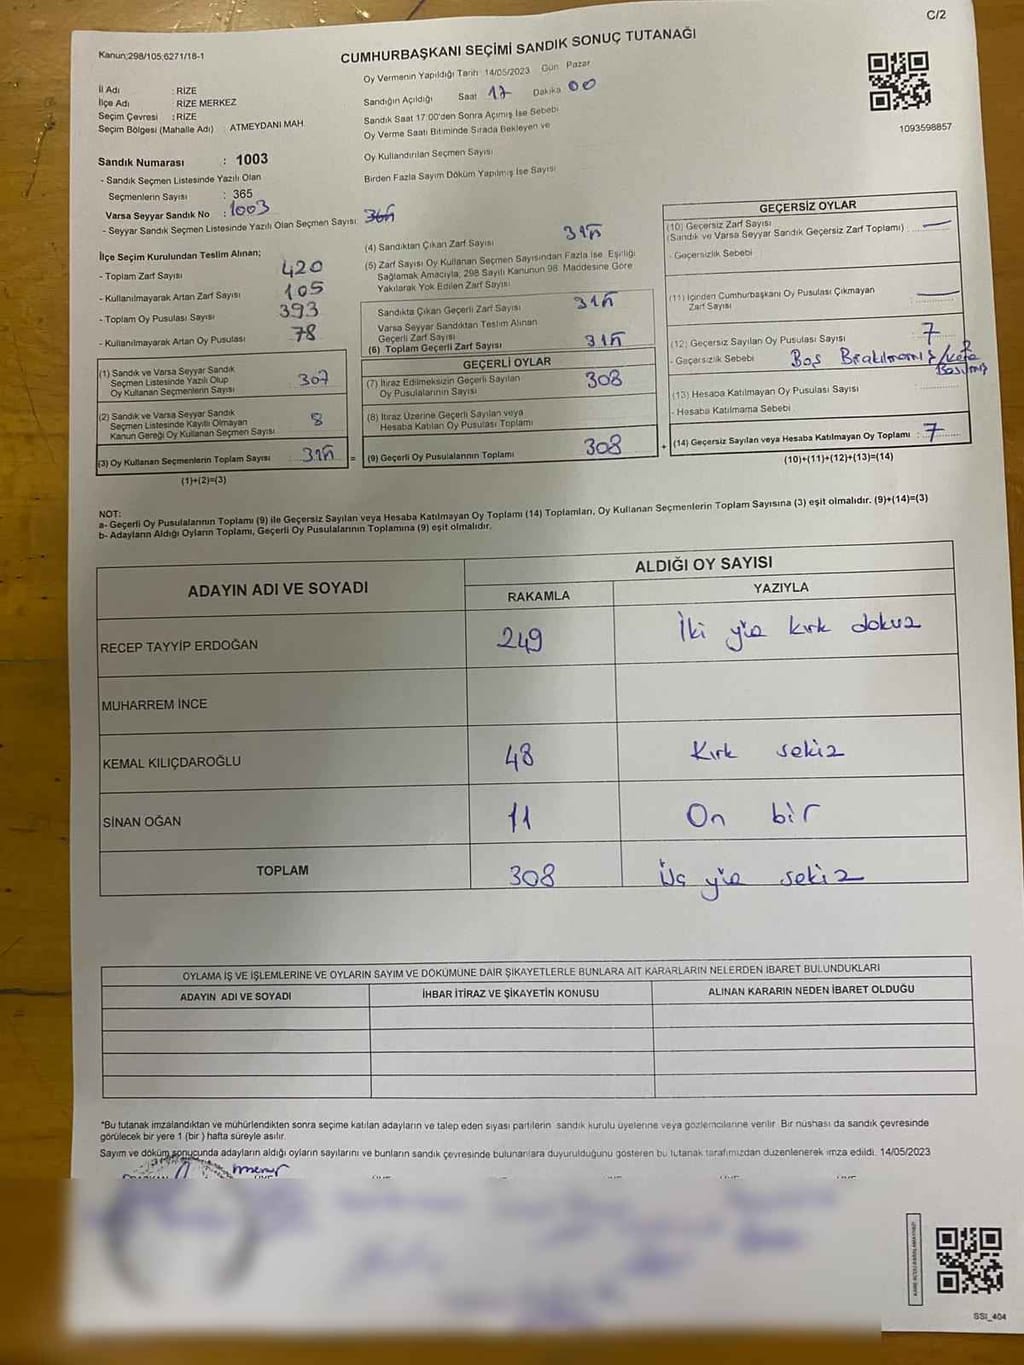 C/2
Kanun;298/105;6271/18-1
CUMHURBAŞKANI SEÇİMİ SANDIK SONUÇ TUTANAĞI
İl Adı : RİZE
İlçe Adı : RİZE MERKEZ
Seçim Çevresi : RİZE
Seçim Bölgesi (Mahalle Adı) : ATMEYDANI MAH.
Oy Vermenin Yapıldığı Tarih 14/05/2023 Gün Pazar
Sandığın Açıldığı Saat 17 Dakika 00
Sandık Saat 17:00'den Sonra Açımış İse Sebebi
Oy Verme Saati Bitiminde Sırada Bekleyen ve
Oy Kullandırılan Seçmen Sayısı
Birden Fazla Sayım Döküm Yapılmış İse Sayısı
1093598857
Sandık Numarası : 1003
- Sandık Seçmen Listesinde Yazılı Olan
Seçmenlerin Sayısı : 365
Varsa Seyyar Sandık No : 1003
- Seyyar Sandık Seçmen Listesinde Yazılı Olan Seçmen Sayısı:
İlçe Seçim Kurulundan Teslim Alınan;
- Toplam Zarf Sayısı 420
- Kullanılmayarak Artan Zarf Sayısı 105
- Toplam Oy Pusulası Sayısı 393
- Kullanılmayarak Artan Oy Pusulası 78
(1) Sandık ve Varsa Seyyar Sandık
Seçmen Listesinde Yazılı Olup
Oy Kullanan Seçmenlerin Sayısı 307
(2) Sandık ve Varsa Seyyar Sandık
Seçmen Listesinde Kayıtlı Olmayan
Kanun Gereği Oy Kullanan Seçmen Sayısı 8
(3) Oy Kullanan Seçmenlerin Toplam Sayısı 315 =
(1)+(2)=(3)
(4) Sandıktan Çıkan Zarf Sayısı 315
(5) Zarf Sayısı Oy Kullanan Seçmen Sayısından Fazla İse Eşitliği
Sağlamak Amacıyla, 298 Sayılı Kanunun 98. Maddesine Göre
Yakılarak Yok Edilen Zarf Sayısı
Sandıkta Çıkan Geçerli Zarf Sayısı 315
Varsa Seyyar Sandıktan Teslim Alınan
Geçerli Zarf Sayısı
(6) Toplam Geçerli Zarf Sayısı 315
GEÇERLİ OYLAR
(7) İtiraz Edilmeksizin Geçerli Sayılan
Oy Pusulalarının Sayısı 308
(8) İtiraz Üzerine Geçerli Sayılan veya
Hesaba Katılan Oy Pusulası Toplamı
(9) Geçerli Oy Pusulalarının Toplamı 308 +
GEÇERSİZ OYLAR
(10) Geçersiz Zarf Sayısı
(Sandık ve Varsa Seyyar Sandık Geçersiz Zarf Toplamı)
- Geçersizlik Sebebi
(11) İçinden Cumhurbaşkanı Oy Pusulası Çıkmayan
Zarf Sayısı
(12) Geçersiz Sayılan Oy Pusulası Sayısı 7
- Geçersizlik Sebebi Boş Bırakılmamış
(13) Hesaba Katılmayan Oy Pusulası Sayısı
- Hesaba Katılmama Sebebi
(14) Geçersiz Sayılan veya Hesaba Katılmayan Oy Toplamı : 7
(10)+(11)+(12)+(13)=(14)
NOT:
a- Geçerli Oy Pusulalarının Toplamı (9) ile Geçersiz Sayılan veya Hesaba Katılmayan Oy Toplamı (14) Toplamları, Oy Kullanan Seçmenlerin Toplam Sayısına (3) eşit olmalıdır. (9)+(14)=(3)
b- Adayların Aldığı Oyların Toplamı, Geçerli Oy Pusulalarının Toplamına (9) eşit olmalıdır.
ADAYIN ADI VE SOYADI ALDIĞI OY SAYISI
RAKAMLA YAZIYLA
RECEP TAYYİP ERDOĞAN 249 İki yüz kırk dokuz
MUHARREM İNCE
KEMAL KILIÇDAROĞLU 48 Kırk sekiz
SİNAN OĞAN 11 On bir
TOPLAM 308 Üç yüz sekiz
OYLAMA İŞ VE İŞLEMLERİNE VE OYLARIN SAYIM VE DÖKÜMÜNE DAİR ŞİKAYETLERLE BUNLARA AİT KARARLARIN NELERDEN İBARET BULUNDUKLARI
ADAYIN ADI VE SOYADI İHBAR İTİRAZ VE ŞİKAYETİN KONUSU ALINAN KARARIN NEDEN İBARET OLDUĞU
*Bu tutanak imzalandıktan ve mühürlendikten sonra seçime katılan adayların ve talep eden siyasi partilerin sandık kurulu üyelerine veya gözlemcilerine verilir. Bir nüshası da sandık çevresinde
görülecek bir yere 1 (bir) hafta süreyle asılır.
Sayım ve döküm sonucunda adayların aldığı oyların sayılarını ve bunların sandık çevresinde bulunanlara duyurulduğunu gösteren bu tutanak tarafımızdan düzenlenerek imza edildi. 14/05/2023
SSI_404